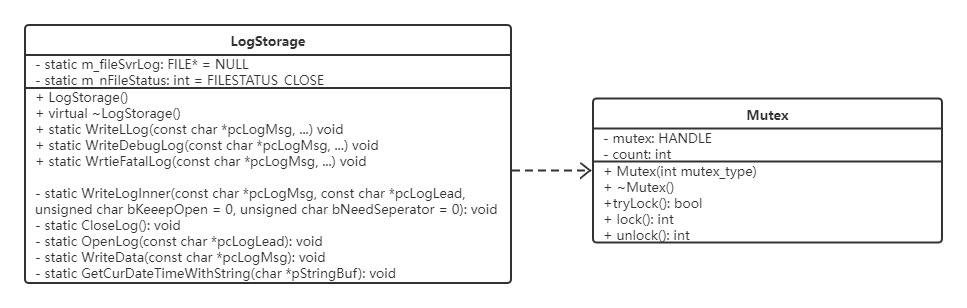 LogStorage
- static m_fileSvrLog: FILE* = NULL
- static m_nFileStatus: int = FILESTATUS_CLOSE
+ LogStorage()
+ virtual ~LogStorage()
+ static WriteLLog(const char *pcLogMsg, ...) void
+ static WriteDebugLog(const char *pcLogMsg, ...) void
+ static WrtieFatalLog(const char *pcLogMsg, ...) void
- static WriteLogInner(const char *pcLogMsg, const char *pcLogLead,
unsigned char bKeeepOpen = 0, unsigned char bNeedSeperator = 0): void
- static CloseLog(): void
- static OpenLog(const char *pcLogLead): void
- static WriteData(const char *pcLogMsg): void
- static GetCurDateTimeWithString(char *pStringBuf): void
Mutex
- mutex: HANDLE
- count: int
+ Mutex(int mutex_type)
+ ~Mutex()
+tryLock(): bool
+ lock(): int
+ unlock(): int